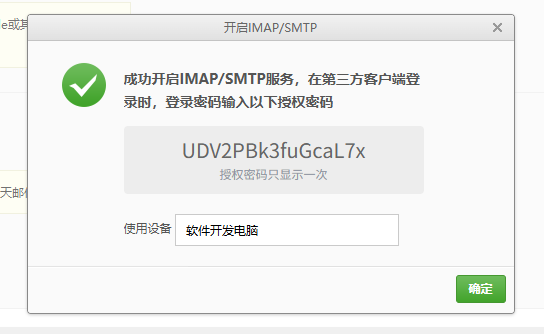 le或其
开启IMAP/SMTP
成功开启IMAP/SMTP服务，在第三方客户端登
录时，登录密码输入以下授权密码
UDV2PBk3fuGcaL7x
授权密码只显示一次
天邮件
使用设备 软件开发电脑
确定